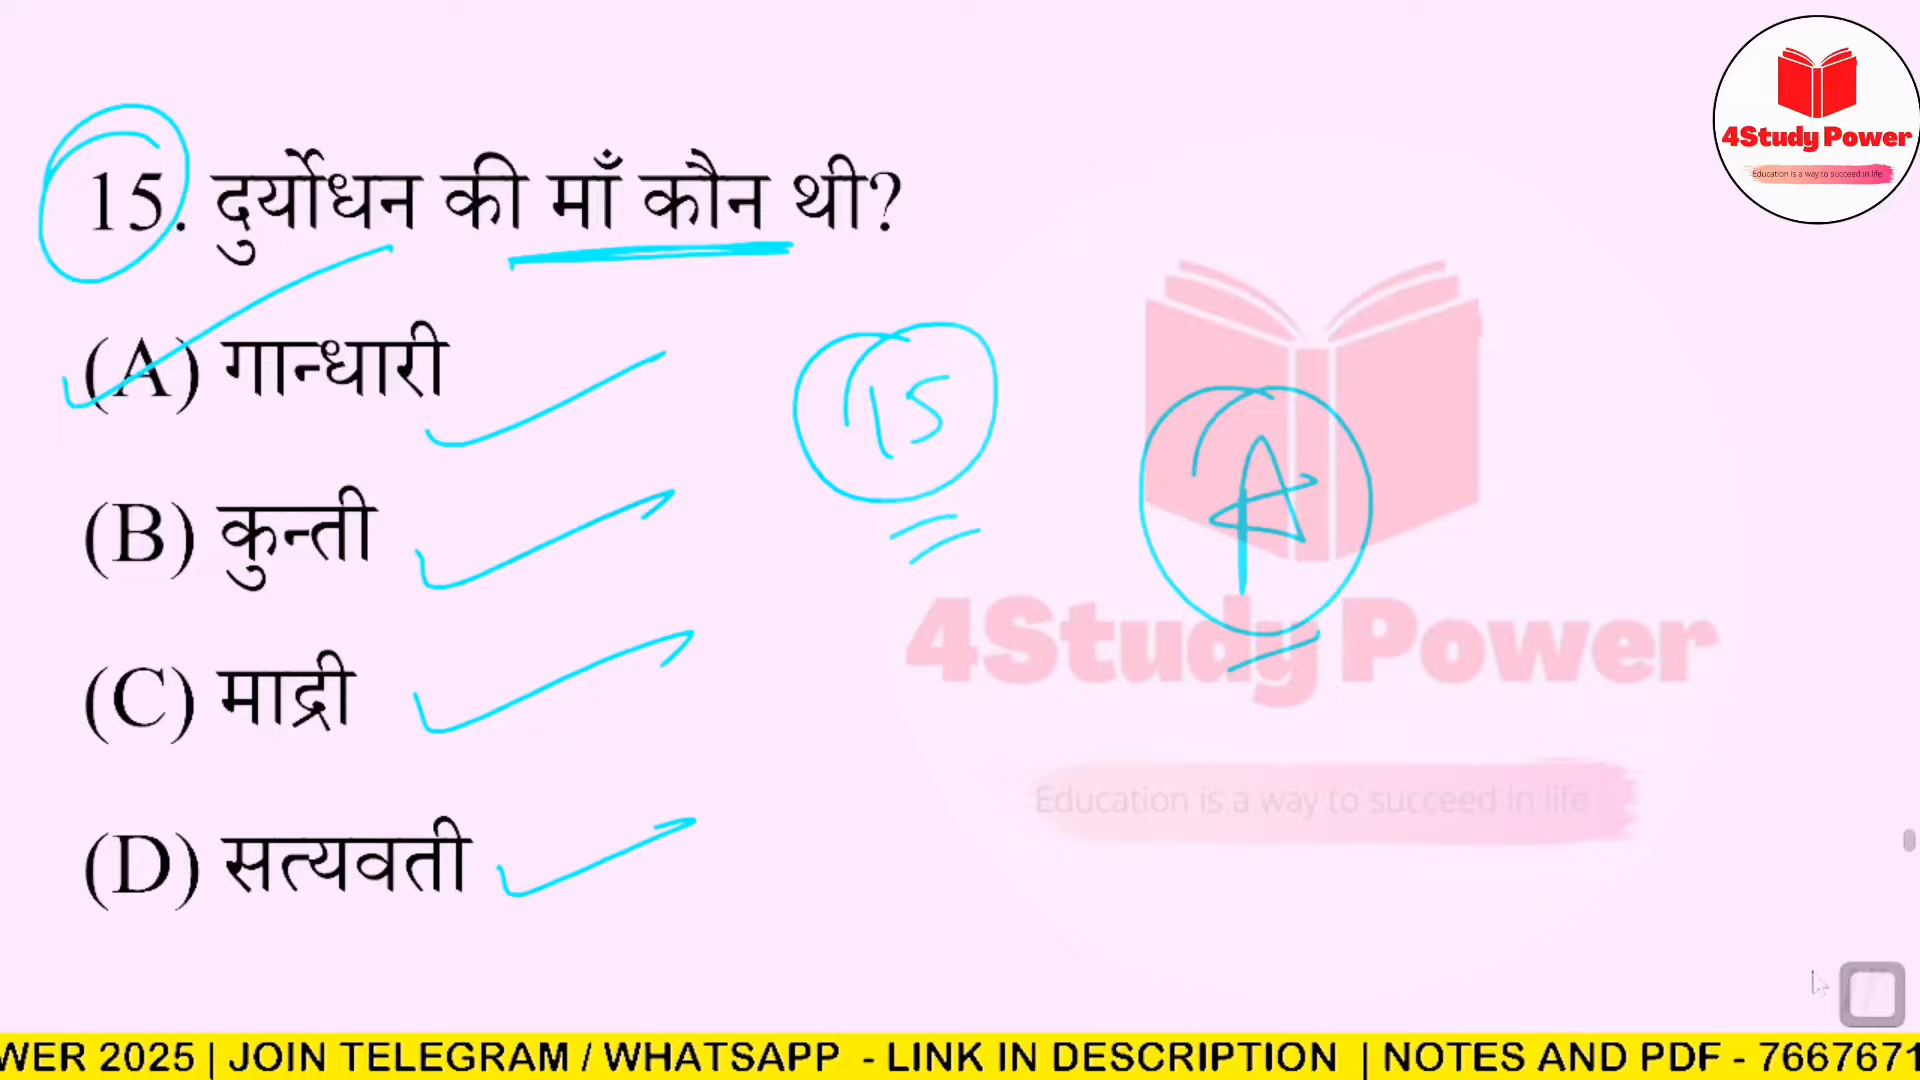 4Study Power
Education is a way to succeed in life
15. दुर्योधन की माँ कौन थी?
(A) गान्धारी
(B) कुन्ती
(C) माद्री
(D) सत्यवती
15
A
4Study Power
Education is a way to succeed in life
WER 2025 | JOIN TELEGRAM / WHATSAPP - LINK IN DESCRIPTION | NOTES AND PDF - 7667671